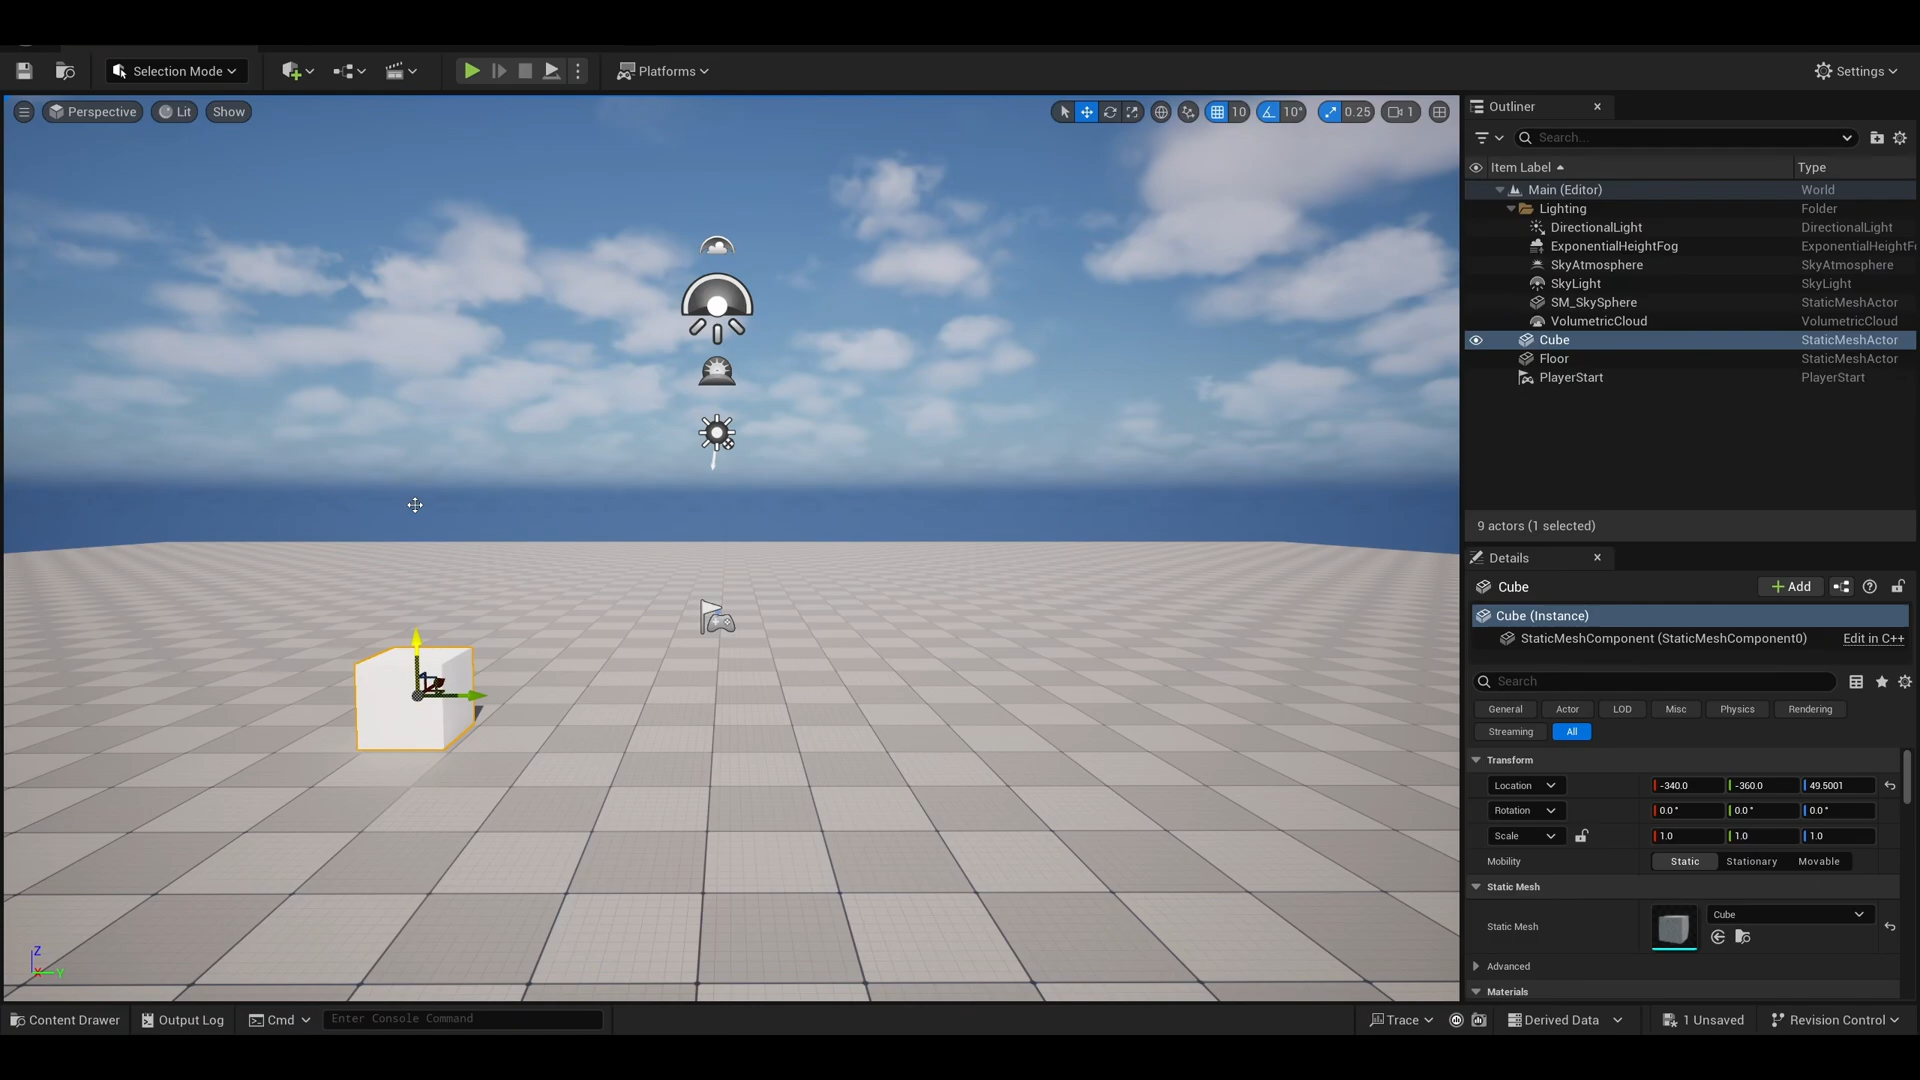 Selection Mode
Platforms
Settings
Perspective
Lit
Show
10
10°
0.25
1
Outliner
Search...
Item Label
Type
Main (Editor)
World
Lighting
Folder
DirectionalLight
DirectionalLight
ExponentialHeightFog
ExponentialHeightF
SkyAtmosphere
SkyAtmosphere
SkyLight
SkyLight
SM_SkySphere
StaticMeshActor
VolumetricCloud
VolumetricCloud
Cube
StaticMeshActor
Floor
StaticMeshActor
PlayerStart
PlayerStart
9 actors (1 selected)
Details
Cube
Add
Cube (Instance)
StaticMeshComponent (StaticMeshComponent0)
Edit in C++
Search
General
Actor
LOD
Misc
Physics
Rendering
Streaming
All
Transform
Location
-340.0
-360.0
49.5001
Rotation
0.0 °
0.0 °
0.0 °
Scale
1.0
1.0
1.0
Mobility
Static
Stationary
Movable
Static Mesh
Static Mesh
Cube
Advanced
Materials
Z
X
Y
Content Drawer
Output Log
Cmd
Enter Console Command
Trace
Derived Data
1 Unsaved
Revision Control